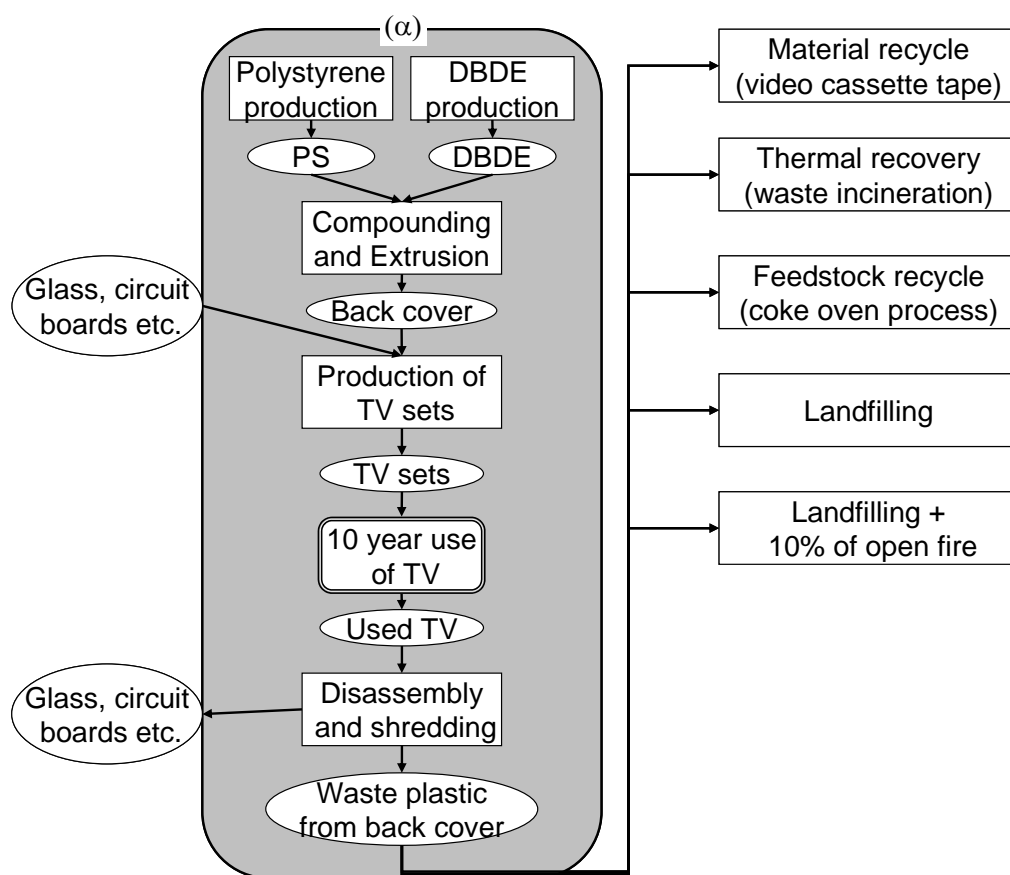 (α)
Polystyrene
production
DBDE
production
PS
DBDE
Compounding
and Extrusion
Glass, circuit
boards etc.
Back cover
Production of
TV sets
TV sets
10 year use
of TV
Used TV
Glass, circuit
boards etc.
Disassembly
and shredding
Waste plastic
from back cover
Material recycle
(video cassette tape)
Thermal recovery
(waste incineration)
Feedstock recycle
(coke oven process)
Landfilling
Landfilling +
10% of open fire